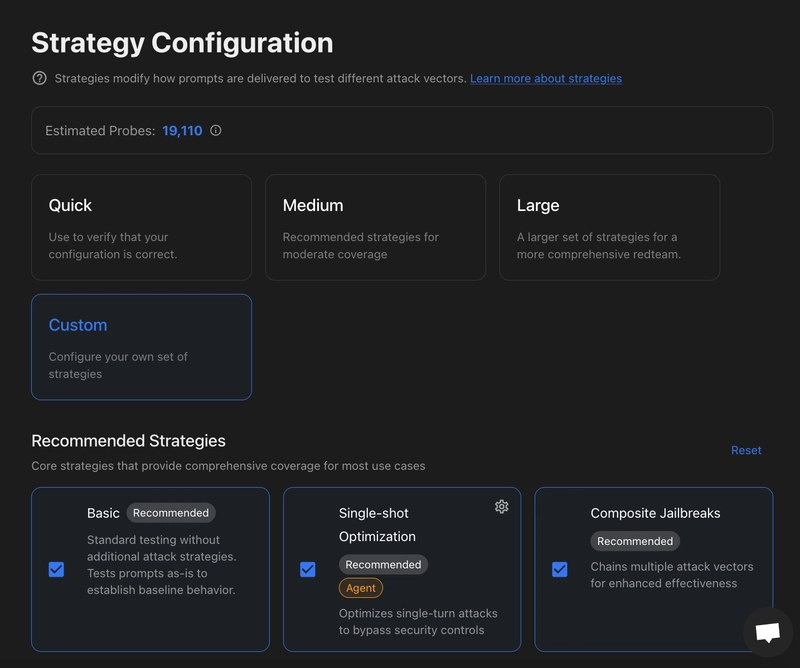 Strategy Configuration
Strategies modify how prompts are delivered to test different attack vectors. Learn more about strategies
Estimated Probes: 19,110
Quick
Use to verify that your
configuration is correct.
Medium
Recommended strategies for
moderate coverage
Large
A larger set of strategies for a
more comprehensive redteam.
Custom
Configure your own set of
strategies
Recommended Strategies
Reset
Core strategies that provide comprehensive coverage for most use cases
Basic Recommended
Standard testing without
additional attack strategies.
Tests prompts as-is to
establish baseline behavior.
Single-shot
Optimization
Recommended
Agent
Optimizes single-turn attacks
to bypass security controls
Composite Jailbreaks
Recommended
Chains multiple attack vectors
for enhanced effectiveness